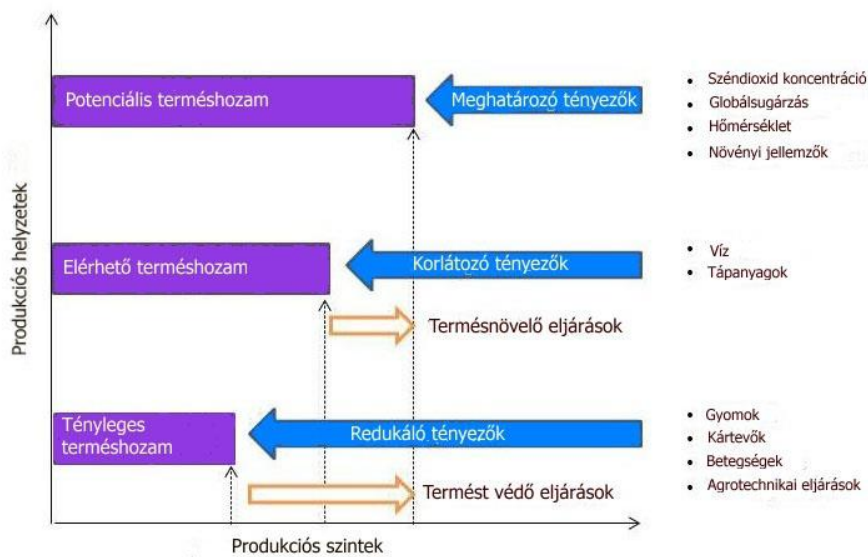 Potenciális terméshozam
Meghatározó tényezők
Széndioxid koncentráció
Globálsugárzás
Hőmérséklet
Növényi jellemzők
Produkciós helyzetek
Elérhető terméshozam
Korlátozó tényezők
Víz
Tápanyagok
Termésnövelő eljárások
Tényleges
terméshozam
Redukáló tényezők
Gyomok
Kártevők
Betegségek
Agrotechnikai eljárások
Termést védő eljárások
Produkciós szintek